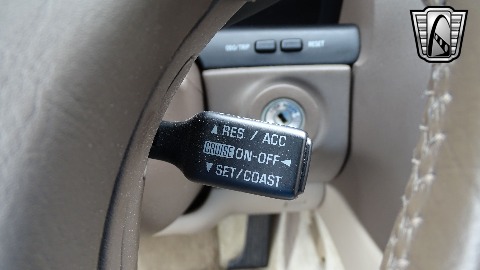 ODO/TRIP RESET
▲ RES / ACC
CRUISE ON-OFF ◄
▼ SET/COAST